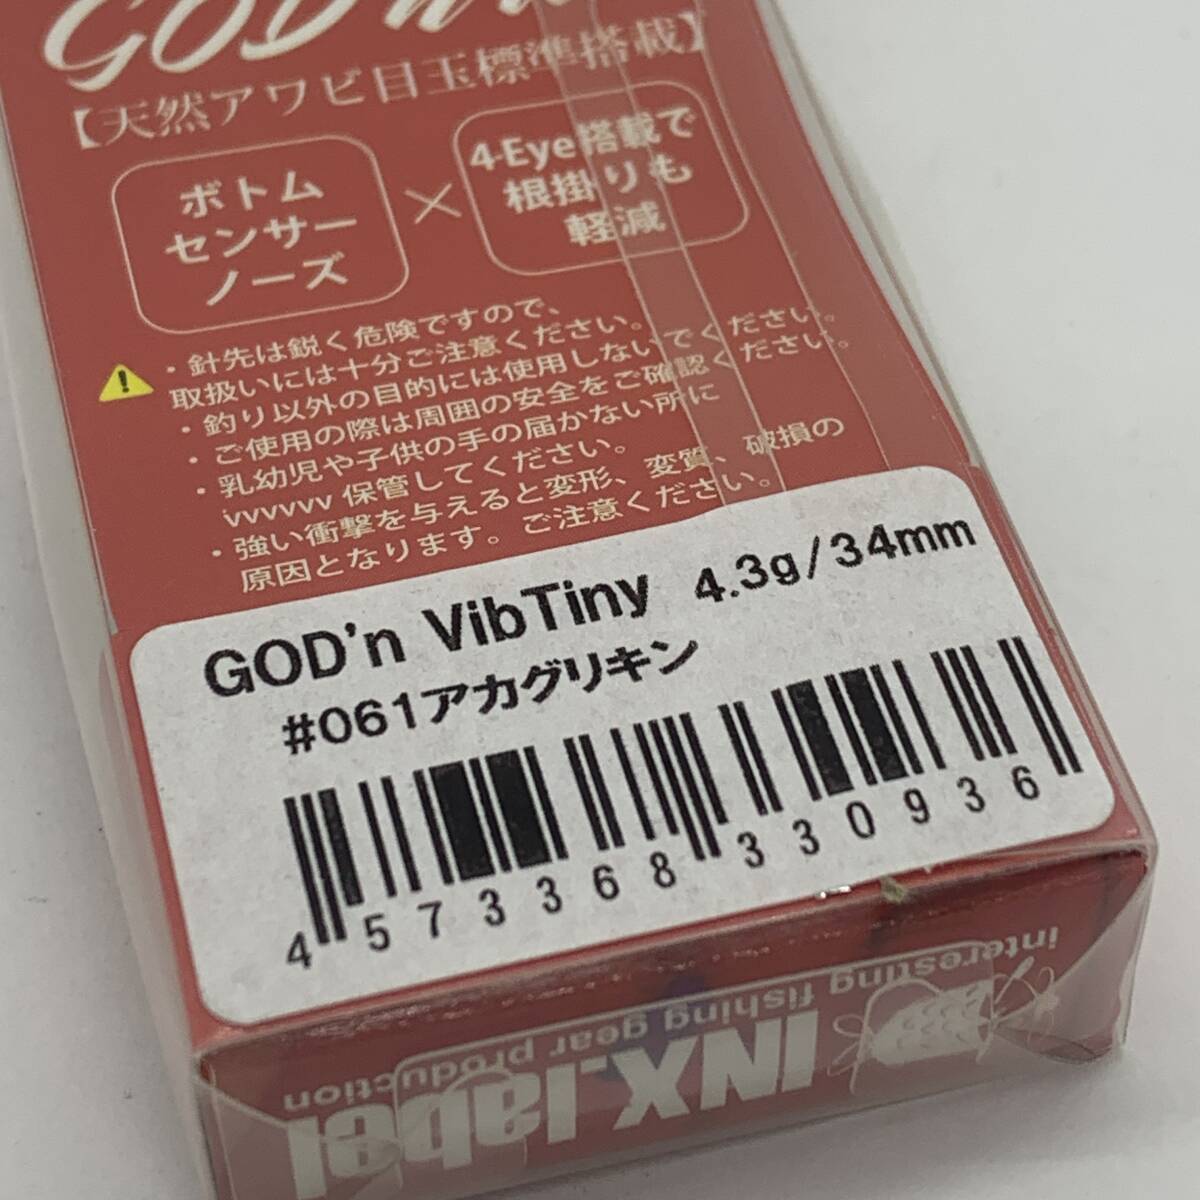 GOD'n
【天然アワビ目玉標準搭載】
ボトム
センサー
ノーズ
×
4-Eye搭載で
根掛りも
軽減
・針先は鋭く危険ですので、
取扱いには十分ご注意ください。
・釣り以外の目的には使用しないでください。
・ご使用の際は周囲の安全をご確認ください。
・乳幼児や子供の手の届かない所に
vvvvvv 保管してください。
・強い衝撃を与えると変形、変質、破損の
原因となります。ご注意ください。
GOD'n VibTiny 4.3g/34mm
#061アカグリキン
4573368330936
INX.label
interesting fishing gear production